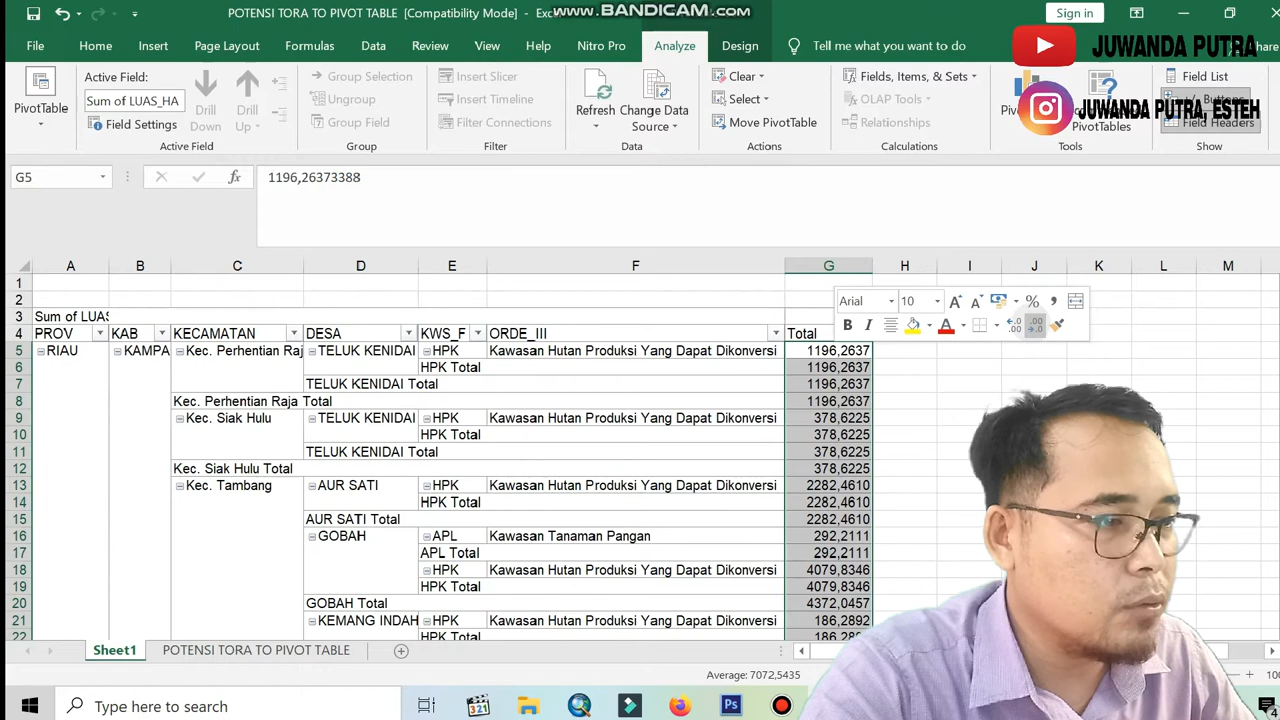 POTENSI TORA TO PIVOT TABLE [Compatibility Mode] - Exc
www.BANDICAM.com
Sign in
File Home Insert Page Layout Formulas Data Review View Help Nitro Pro Analyze Design Tell me what you want to do
JUWANDA PUTRA
PivotTable
Active Field:
Sum of LUAS_HA
Field Settings
Drill Down
Drill Up
Active Field
Group Selection
Ungroup
Group Field
Group
Insert Slicer
Insert Timeline
Filter Connections
Filter
Refresh
Change Data Source
Data
Clear
Select
Move PivotTable
Actions
Fields, Items, & Sets
OLAP Tools
Relationships
Calculations
PivotTables
Tools
Field List
+/- Buttons
Field Headers
Show
JUWANDA PUTRA, ESTEH
G5
fx
1196,26373388
A B C D E F G H I J K L M
1
2
3 Sum of LUAS
4 PROV KAB KECAMATAN DESA KWS_F ORDE_III Total
5 RIAU KAMPA Kec. Perhentian Raj TELUK KENIDAI HPK Kawasan Hutan Produksi Yang Dapat Dikonversi 1196,2637
6 HPK Total 1196,2637
7 TELUK KENIDAI Total 1196,2637
8 Kec. Perhentian Raja Total 1196,2637
9 Kec. Siak Hulu TELUK KENIDAI HPK Kawasan Hutan Produksi Yang Dapat Dikonversi 378,6225
10 HPK Total 378,6225
11 TELUK KENIDAI Total 378,6225
12 Kec. Siak Hulu Total 378,6225
13 Kec. Tambang AUR SATI HPK Kawasan Hutan Produksi Yang Dapat Dikonversi 2282,4610
14 HPK Total 2282,4610
15 AUR SATI Total 2282,4610
16 GOBAH APL Kawasan Tanaman Pangan 292,2111
17 APL Total 292,2111
18 HPK Kawasan Hutan Produksi Yang Dapat Dikonversi 4079,8346
19 HPK Total 4079,8346
20 GOBAH Total 4372,0457
21 KEMANG INDAH HPK Kawasan Hutan Produksi Yang Dapat Dikonversi 186,2892
22 HPK Total
Arial 10 A A % ,
B I A
Sheet1 POTENSI TORA TO PIVOT TABLE
Average: 7072,5435
Type here to search